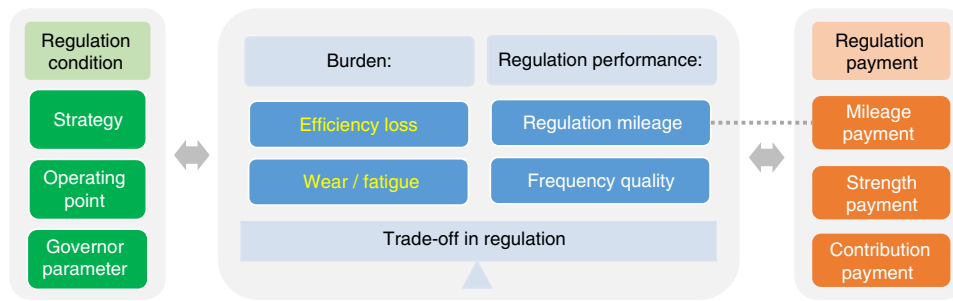 Regulation
condition
Strategy
Operating
point
Governor
parameter
Burden:
Regulation performance:
Efficiency loss
Regulation mileage
Wear / fatigue
Frequency quality
Trade-off in regulation
Regulation
payment
Mileage
payment
Strength
payment
Contribution
payment